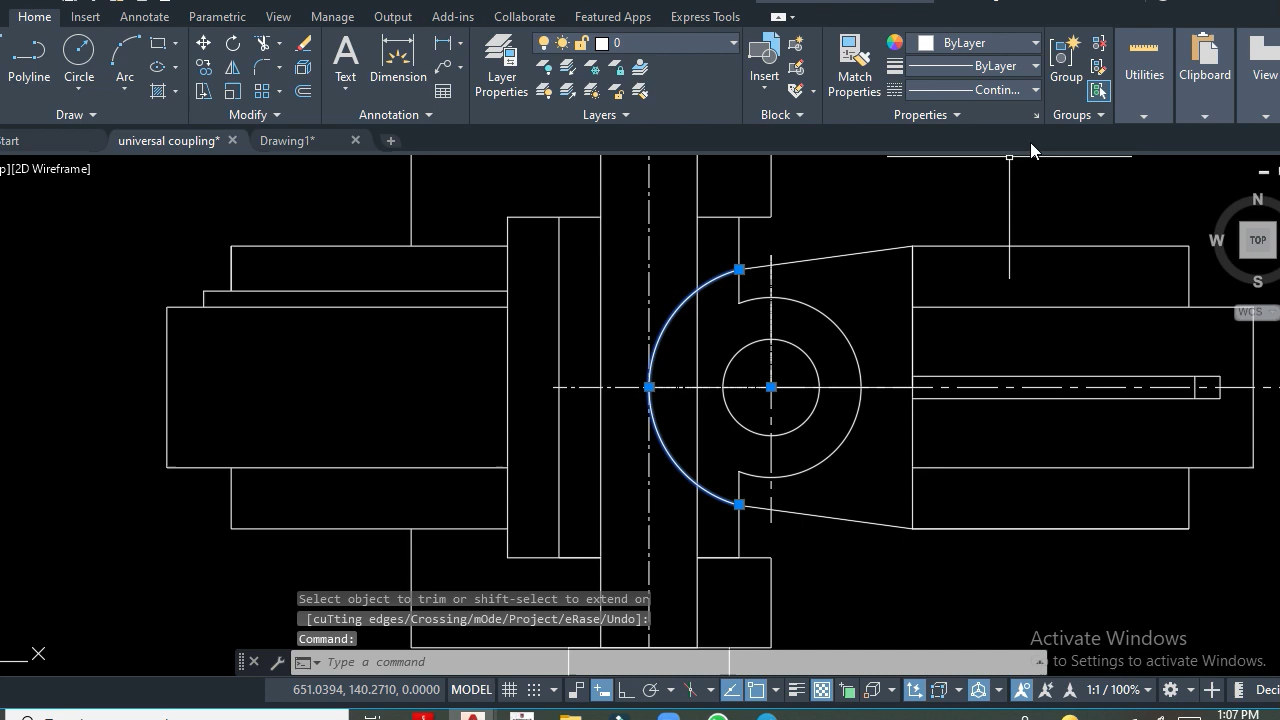 Home Insert Annotate Parametric View Manage Output Add-ins Collaborate Featured Apps Express Tools
0
ByLayer
ByLayer
Contin...
Polyline Circle Arc
Text Dimension
Layer
Properties
Insert
Match
Properties
Group
Utilities
Clipboard
View
Draw Modify Annotation Layers Block Properties Groups
Start universal coupling* Drawing1*
p][2D Wireframe]
N
W TOP
S
WCS
Select object to trim or shift-select to extend or
[cuTting edges/Crossing/mOde/Project/eRase/Undo]:
Command:
Type a command
Activate Windows
to Settings to activate Windows.
651.0394, 140.2710, 0.0000 MODEL 1:1 / 100% Deci
1:07 PM